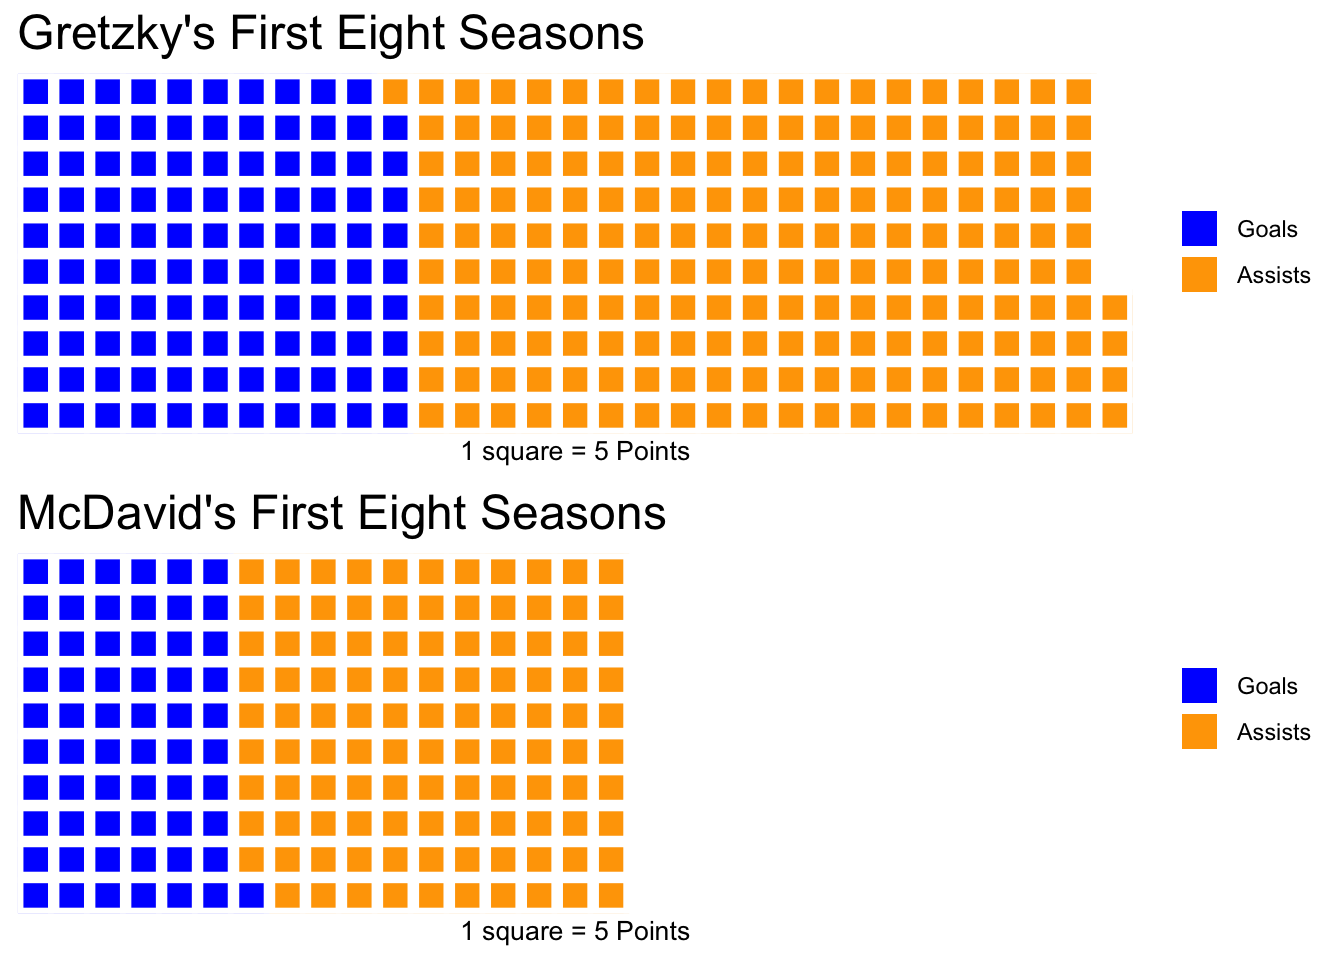 Gretzky's First Eight Seasons
Goals
Assists
1 square = 5 Points
McDavid's First Eight Seasons
Goals
Assists
1 square = 5 Points